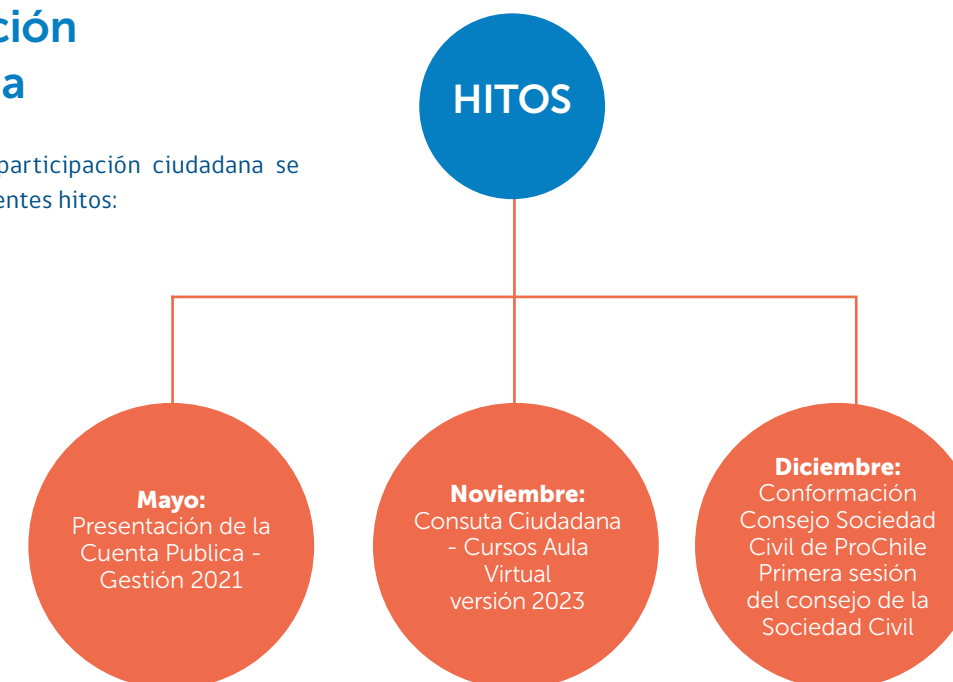 ción
a
participación ciudadana se
entes hitos:
HITOS
Mayo:
Presentación de la
Cuenta Publica -
Gestión 2021
Noviembre:
Consuta Ciudadana
- Cursos Aula
Virtual
versión 2023
Diciembre:
Conformación
Consejo Sociedad
Civil de ProChile
Primera sesión
del consejo de la
Sociedad Civil